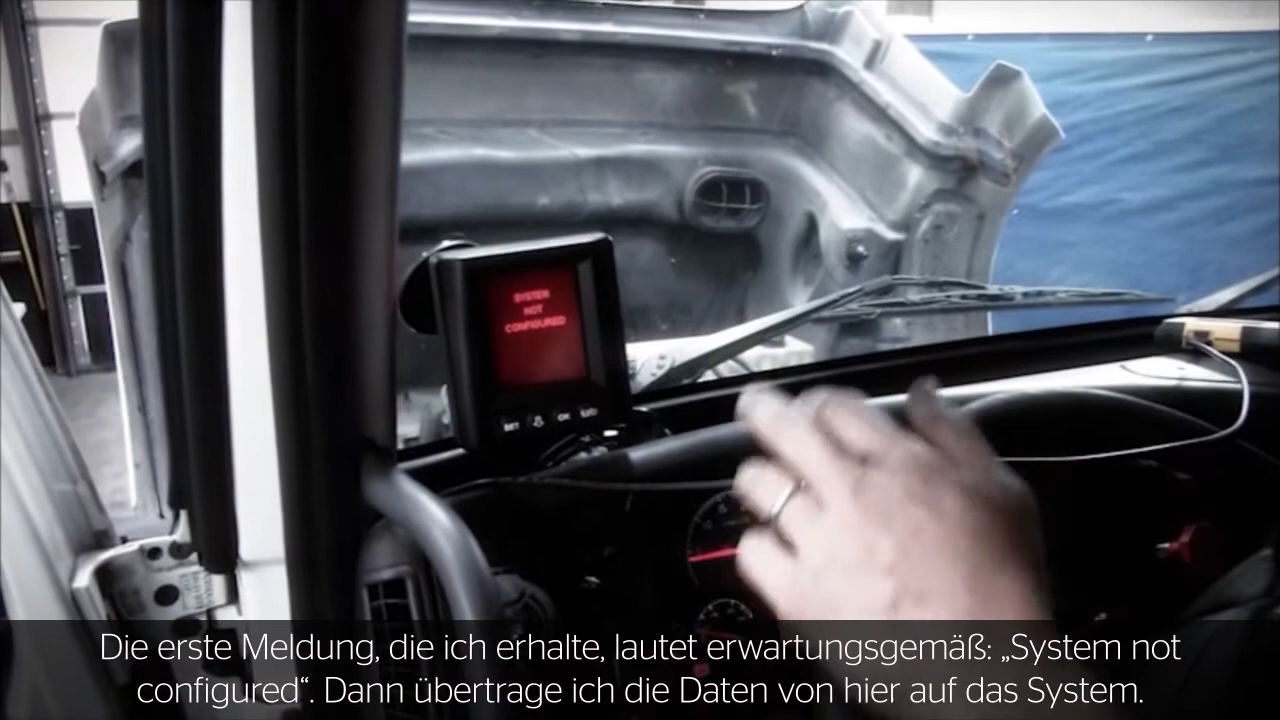 SYSTEM
NOT
CONFIGURED
SET
OK
Die erste Meldung, die ich erhalte, lautet erwartungsgemäß: „System not
configured“. Dann übertrage ich die Daten von hier auf das System.